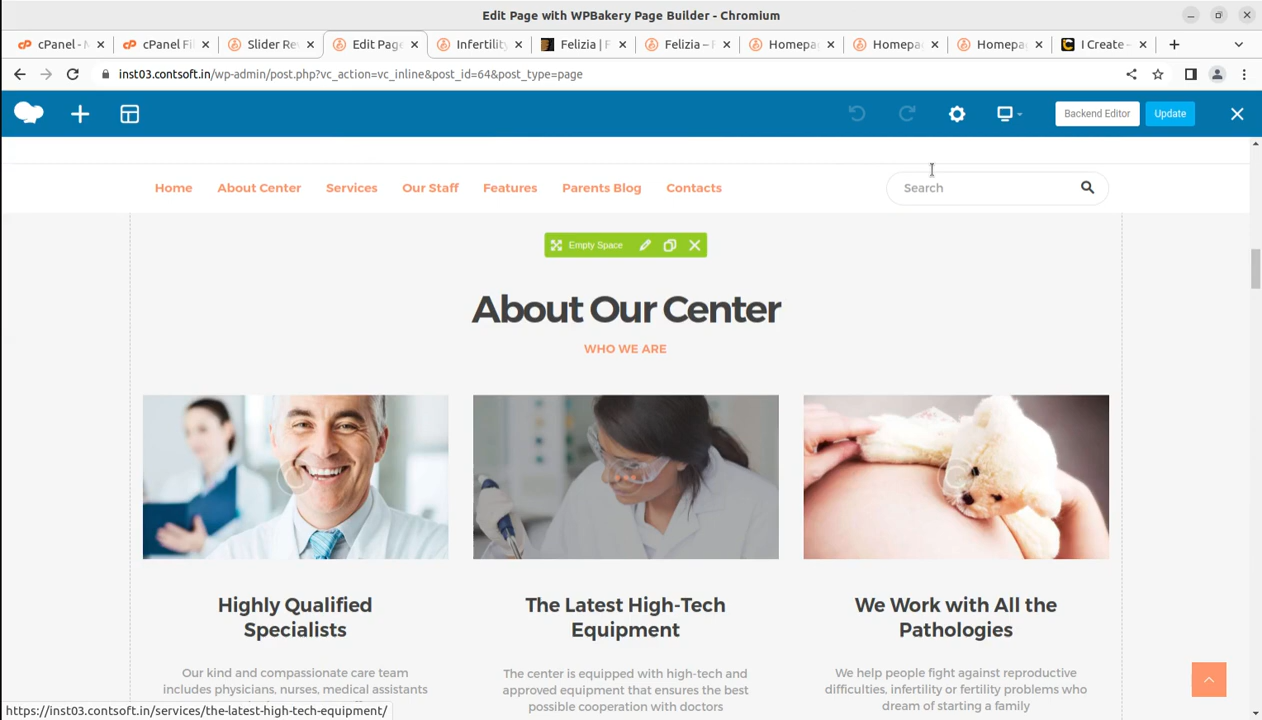 Edit Page with WPBakery Page Builder - Chromium
cPanel - M
cPanel Fi
Slider Re
Edit Page
Infertility
Felizia | F
Felizia – F
Homepa
Homepa
Homepa
I Create -
inst03.contsoft.in/wp-admin/post.php?vc_action=vc_inline&post_id=64&post_type=page
Backend Editor
Update
Home
About Center
Services
Our Staff
Features
Parents Blog
Contacts
Search
Empty Space
About Our Center
WHO WE ARE
Highly Qualified
Specialists
Our kind and compassionate care team
includes physicians, nurses, medical assistants
The Latest High-Tech
Equipment
The center is equipped with high-tech and
approved equipment that ensures the best
possible cooperation with doctors
We Work with All the
Pathologies
We help people fight against reproductive
difficulties, infertility or fertility problems who
dream of starting a family
https://inst03.contsoft.in/services/the-latest-high-tech-equipment/